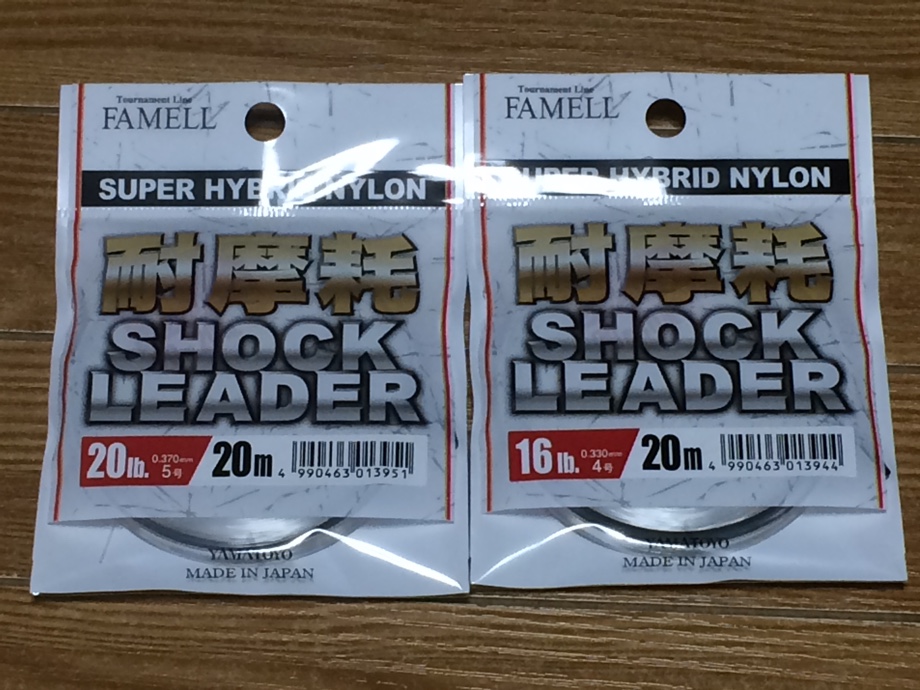 Tournament Line
FAMELL
SUPER HYBRID NYLON
耐摩耗
SHOCK
LEADER
20lb. 0.370mm 5号 20m
4 990463 013951
YAMATOYO
MADE IN JAPAN
Tournament Line
FAMELL
SUPER HYBRID NYLON
耐摩耗
SHOCK
LEADER
16lb. 0.330mm 4号 20m
4 990463 013944
YAMATOYO
MADE IN JAPAN